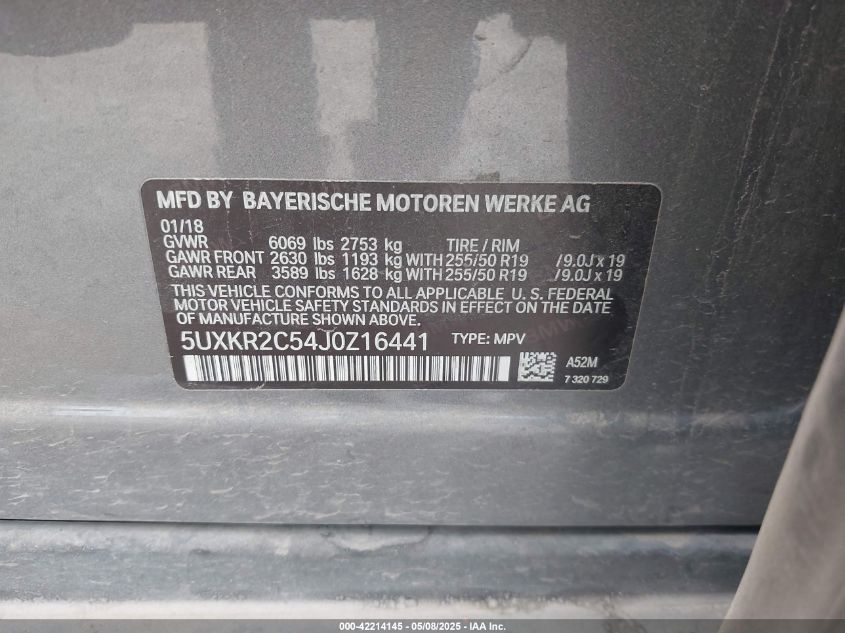 MFD BY BAYERISCHE MOTOREN WERKE AG
01/18
GVWR 6069 lbs 2753 kg TIRE / RIM
GAWR FRONT 2630 lbs 1193 kg WITH 255/50 R19 /9.0J x 19
GAWR REAR 3589 lbs 1628 kg WITH 255/50 R19 /9.0J x 19
THIS VEHICLE CONFORMS TO ALL APPLICABLE U. S. FEDERAL
MOTOR VEHICLE SAFETY STANDARDS IN EFFECT ON THE DATE
OF MANUFACTURE SHOWN ABOVE.
5UXKR2C54J0Z16441 TYPE: MPV
A52M
7 320 729
000-42214145 - 05/08/2025 - IAA Inc.